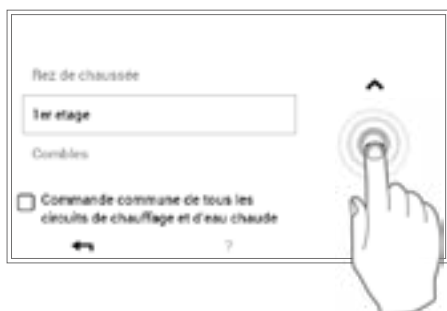 Rez de chaussée
1er etage
Combles
Commande commune de tous les
circuits de chauffage et d'eau chaude
?